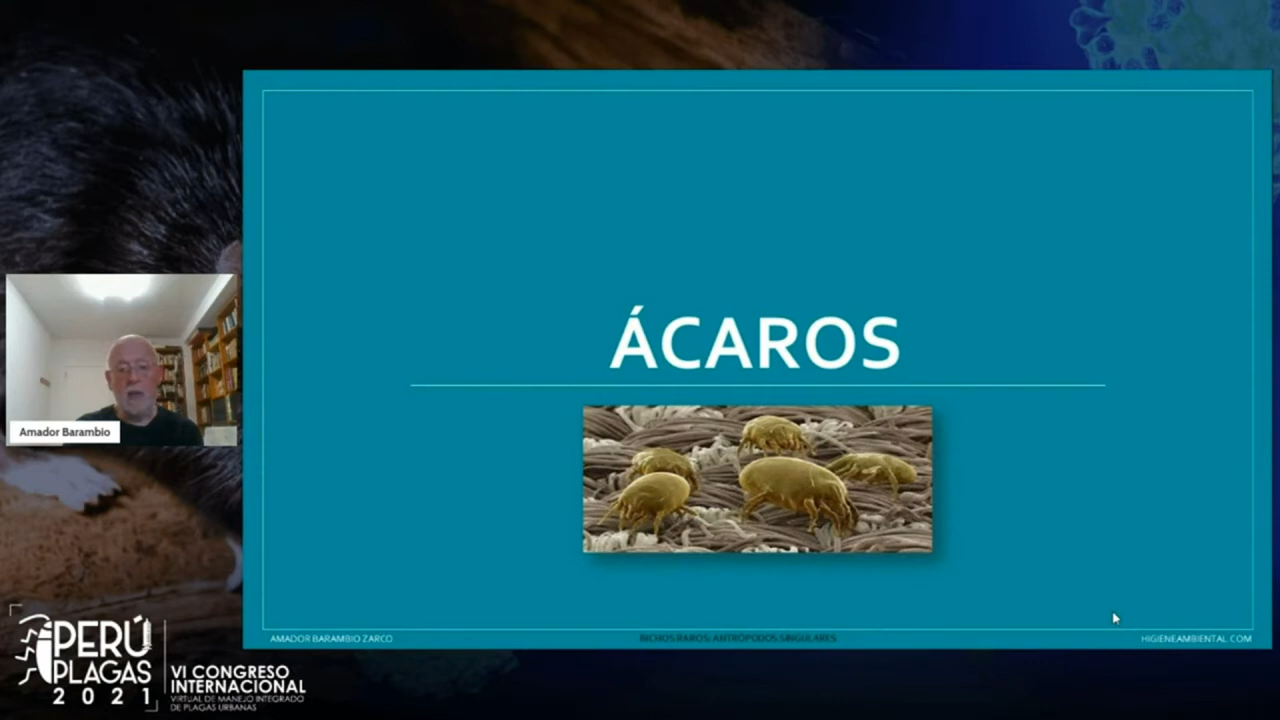 ÁCAROS
Amador Barambio
AMADOR BARAMBIO ZARCO
BICHOS RAROS: ANTRÓPODOS SINGULARES
HIGIENEAMBIENTAL.COM
PERÚ
PLAGAS
2021
VI CONGRESO
INTERNACIONAL
VIRTUAL DE MANEJO INTEGRADO
DE PLAGAS URBANAS